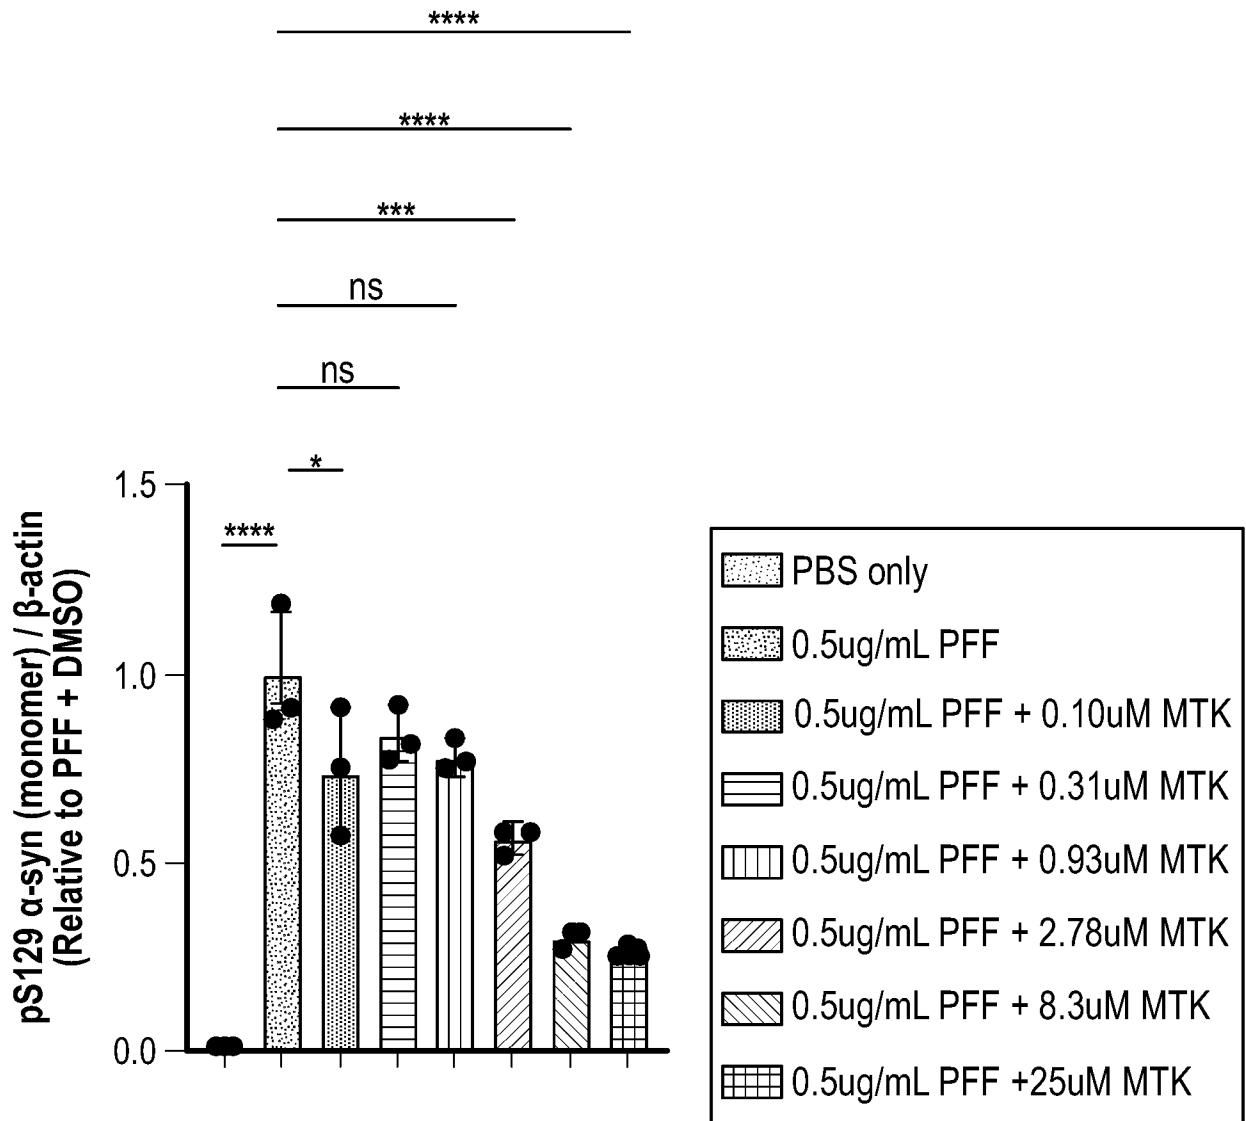 ****
****
***
ns
ns
*
****
1.5
1.0
0.5
0.0
pS129 α-syn (monomer) / β-actin
(Relative to PFF + DMSO)
PBS only
0.5ug/mL PFF
0.5ug/mL PFF + 0.10uM MTK
0.5ug/mL PFF + 0.31uM MTK
0.5ug/mL PFF + 0.93uM MTK
0.5ug/mL PFF + 2.78uM MTK
0.5ug/mL PFF + 8.3uM MTK
0.5ug/mL PFF +25uM MTK